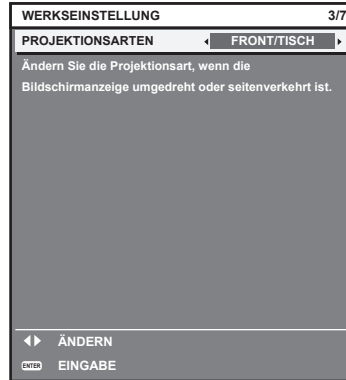 WERKSEINSTELLUNG 3/7
PROJEKTIONSARTEN FRONT/TISCH
Ändern Sie die Projektionsart, wenn die
Bildschirmanzeige umgedreht oder seitenverkehrt ist.
ÄNDERN
ENTER EINGABE